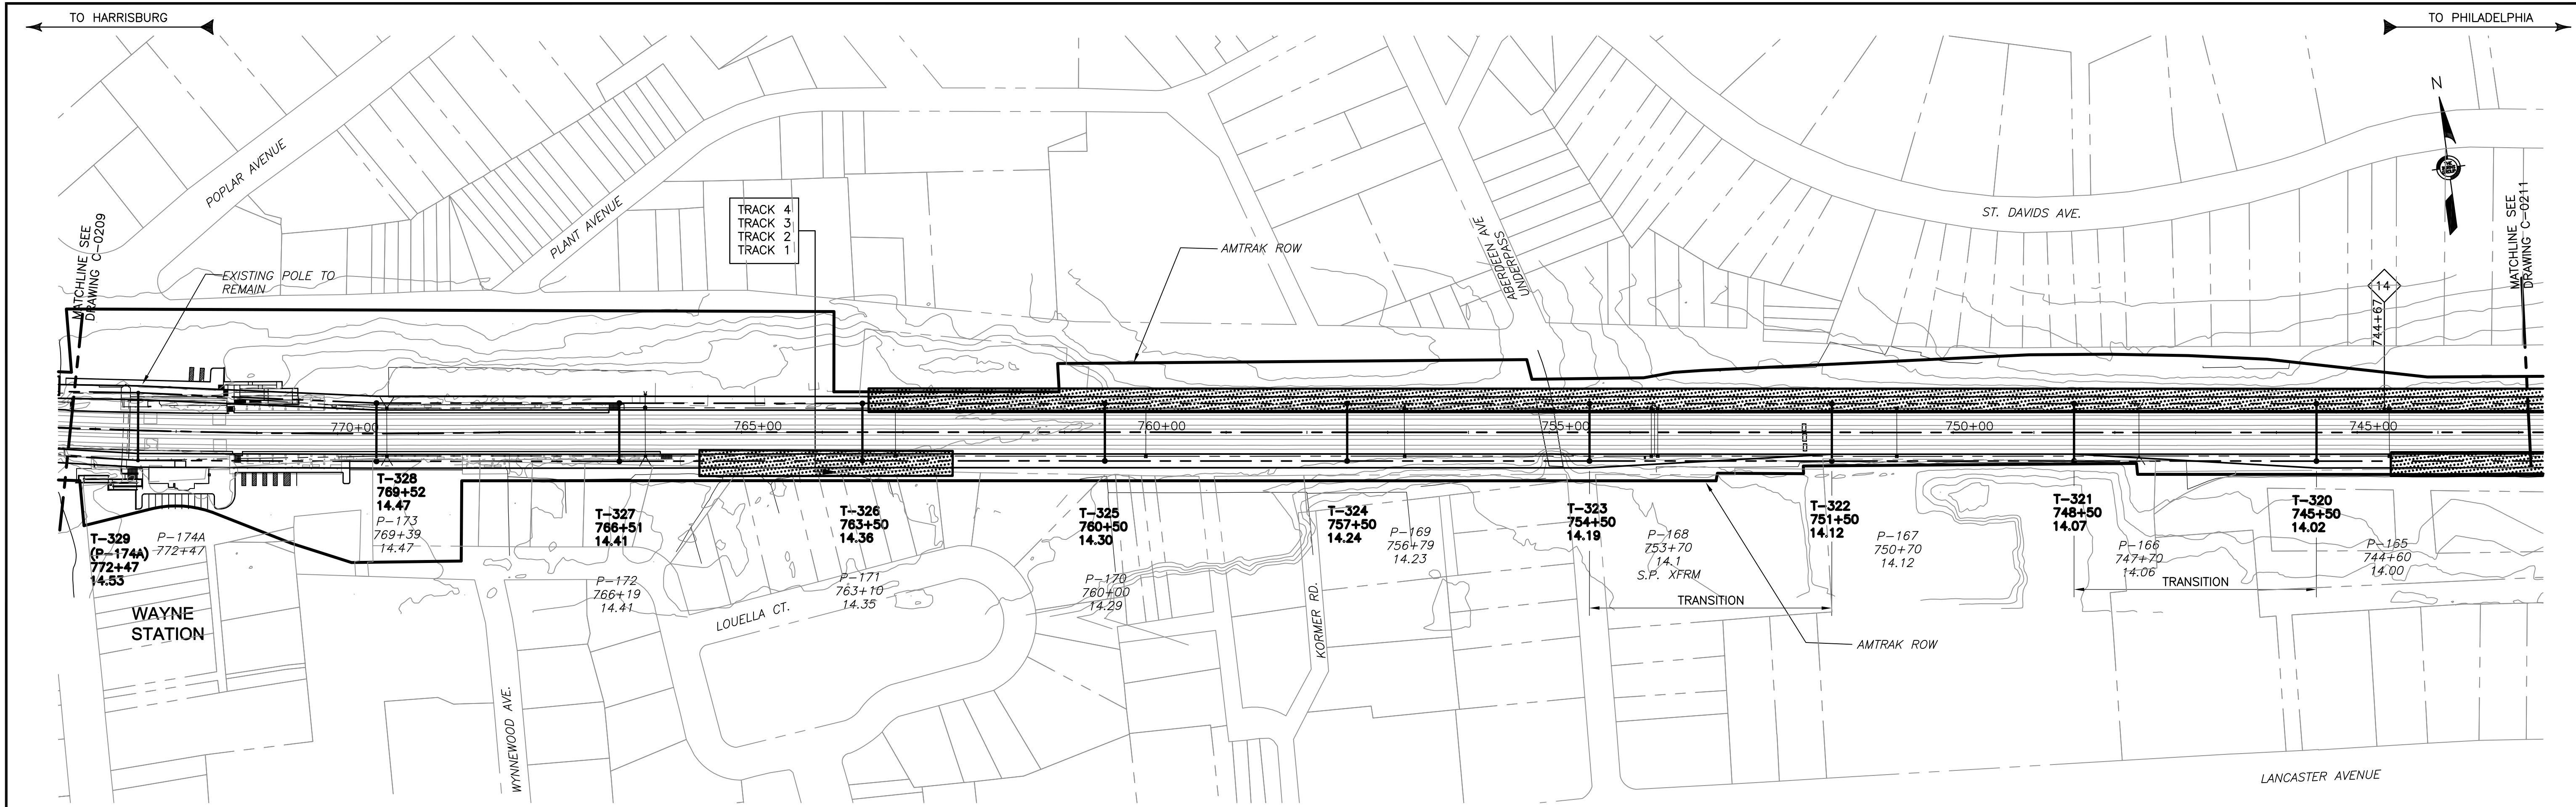 TO HARRISBURG
TO PHILADELPHIA
POPLAR AVENUE
PLANT AVENUE
TRACK 4
TRACK 3
TRACK 2
TRACK 1
ABERDEEN AVE
UNDERPASS
ST. DAVIDS AVE.
N
MATCHLINE SEE
DRAWING C-0209
MATCHLINE SEE
DRAWING C-0211
EXISTING POLE TO
REMAIN
AMTRAK ROW
14
744+67
770+00
765+00
760+00
755+00
750+00
745+00
T-329
(P-174A)
772+47
14.53
P-174A
772+47
WAYNE
STATION
T-328
769+52
14.47
P-173
769+39
14.47
T-327
766+51
14.41
P-172
766+19
14.41
T-326
763+50
14.36
P-171
763+10
14.35
T-325
760+50
14.30
P-170
760+00
14.29
T-324
757+50
14.24
P-169
756+79
14.23
T-323
754+50
14.19
P-168
753+70
14.1
S.P. XFRM
T-322
751+50
14.12
P-167
750+70
14.12
T-321
748+50
14.07
P-166
747+70
14.06
T-320
745+50
14.02
P-165
744+60
14.00
TRANSITION
TRANSITION
AMTRAK ROW
LOUELLA CT.
KORMER RD.
WYNNEWOOD AVE.
LANCASTER AVENUE